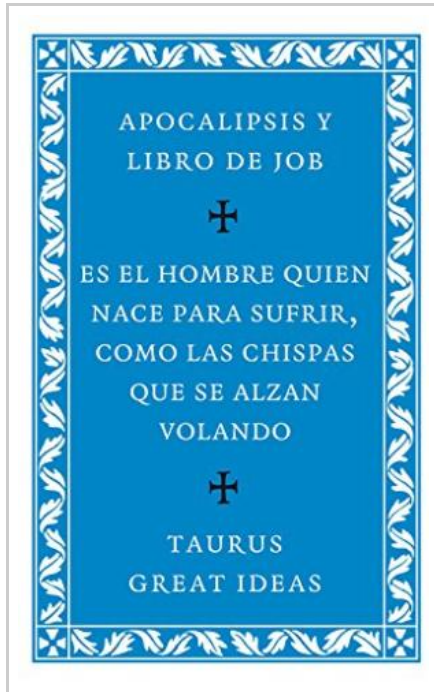 APOCALIPSIS Y
LIBRO DE JOB
ES EL HOMBRE QUIEN
NACE PARA SUFRIR,
COMO LAS CHISPAS
QUE SE ALZAN
VOLANDO
TAURUS
GREAT IDEAS